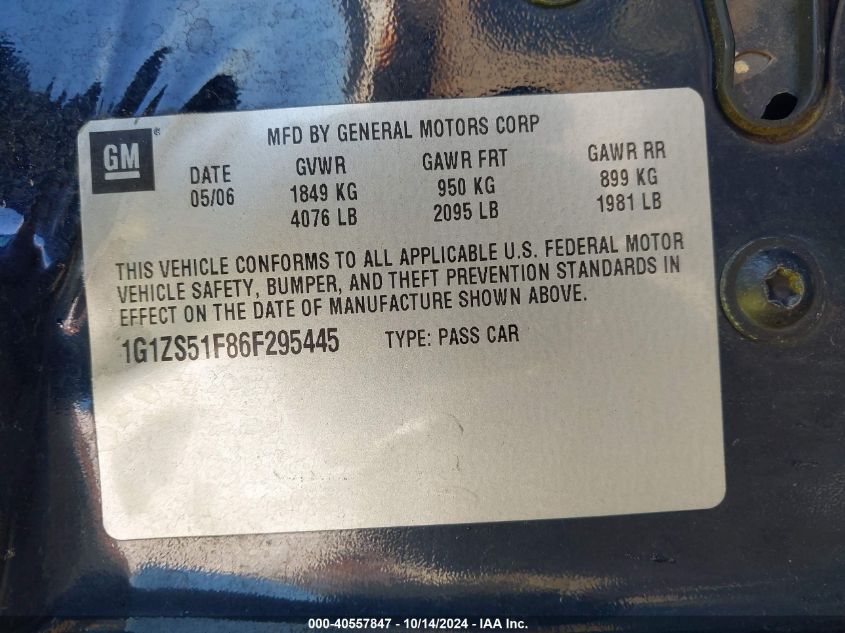 GM®
MFD BY GENERAL MOTORS CORP
DATE GVWR GAWR FRT GAWR RR
05/06 1849 KG 950 KG 899 KG
4076 LB 2095 LB 1981 LB
THIS VEHICLE CONFORMS TO ALL APPLICABLE U.S. FEDERAL MOTOR
VEHICLE SAFETY, BUMPER, AND THEFT PREVENTION STANDARDS IN
EFFECT ON THE DATE OF MANUFACTURE SHOWN ABOVE.
1G1ZS51F86F295445 TYPE: PASS CAR
000-40557847 - 10/14/2024 - IAA Inc.